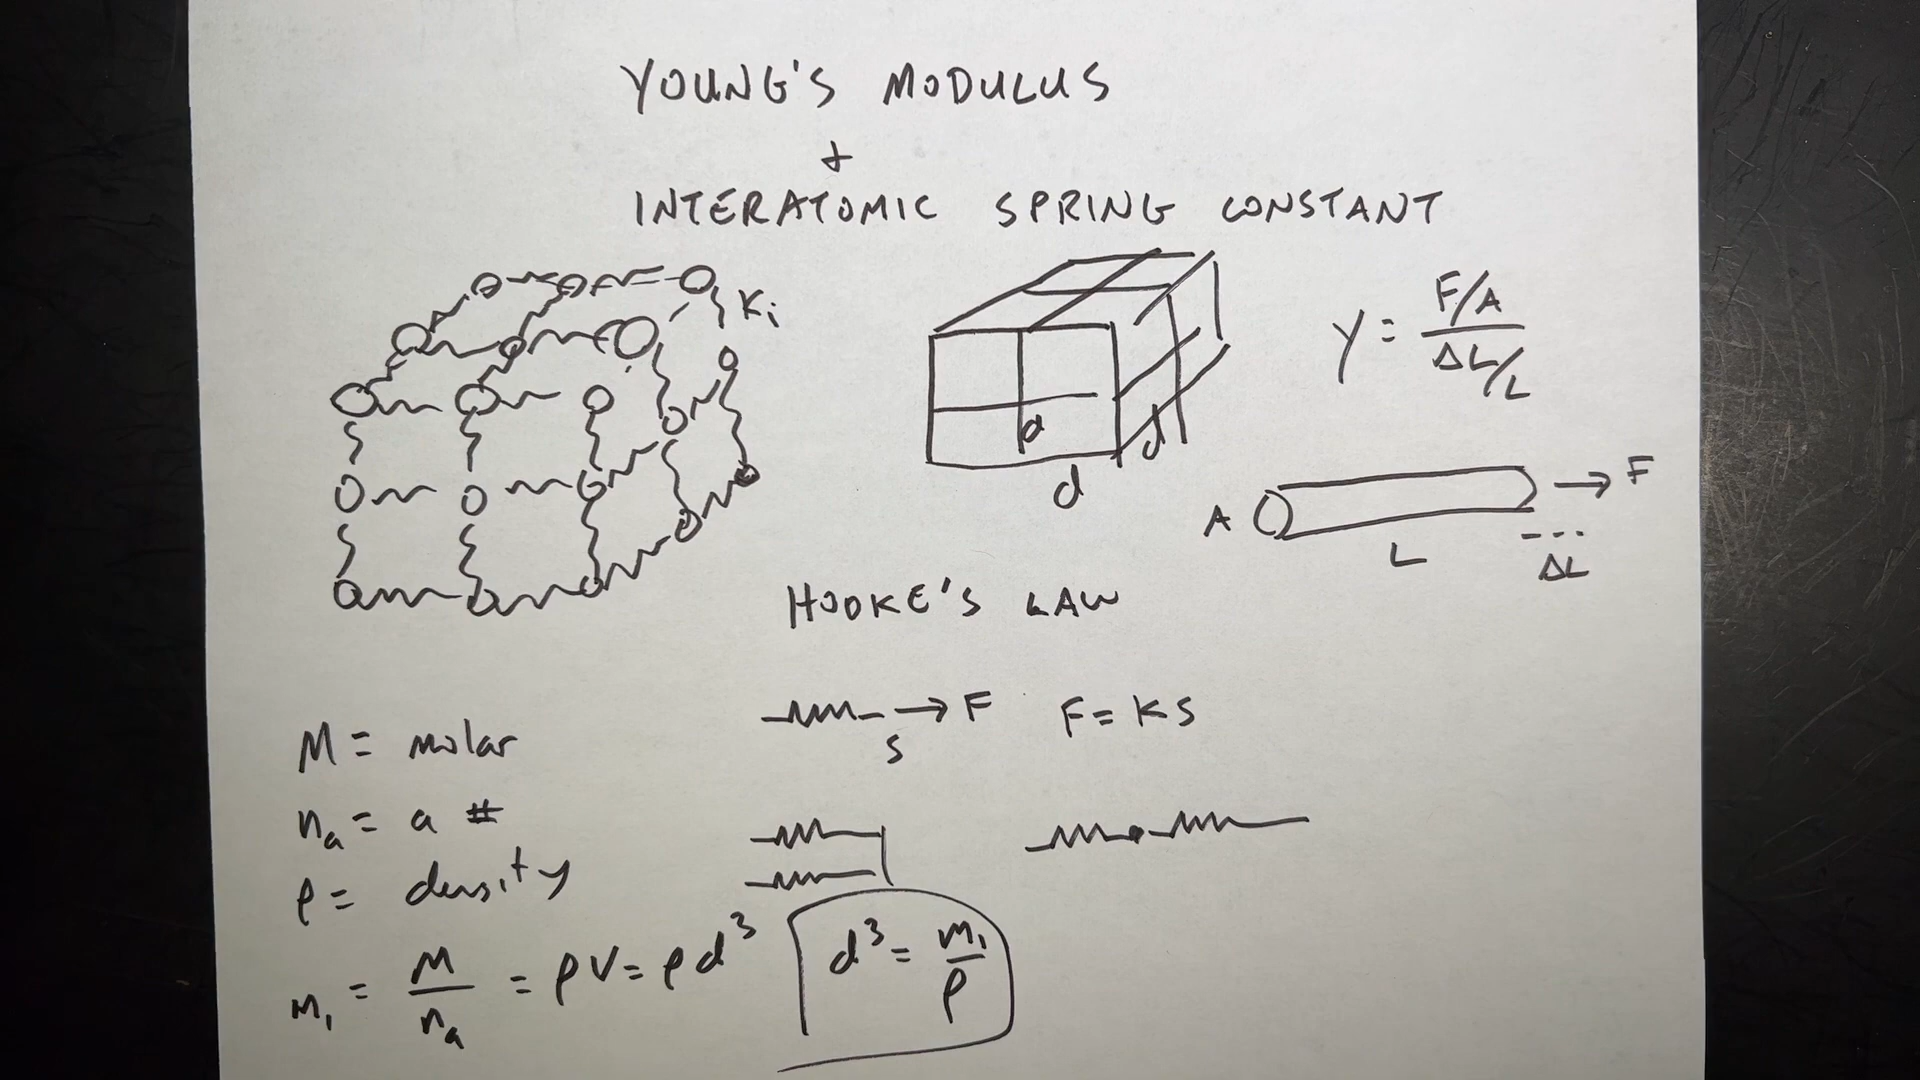 YOUNG'S MODULUS
+
INTERATOMIC SPRING CONSTANT
Ki
d
d
d
Y = F/A / ΔL/L
A
L
F
ΔL
HOOKE'S LAW
F
S
F = KS
M = molar
na = a #
ρ = density
m1 = M/na = ρV = ρd³
d³ = m1/ρ